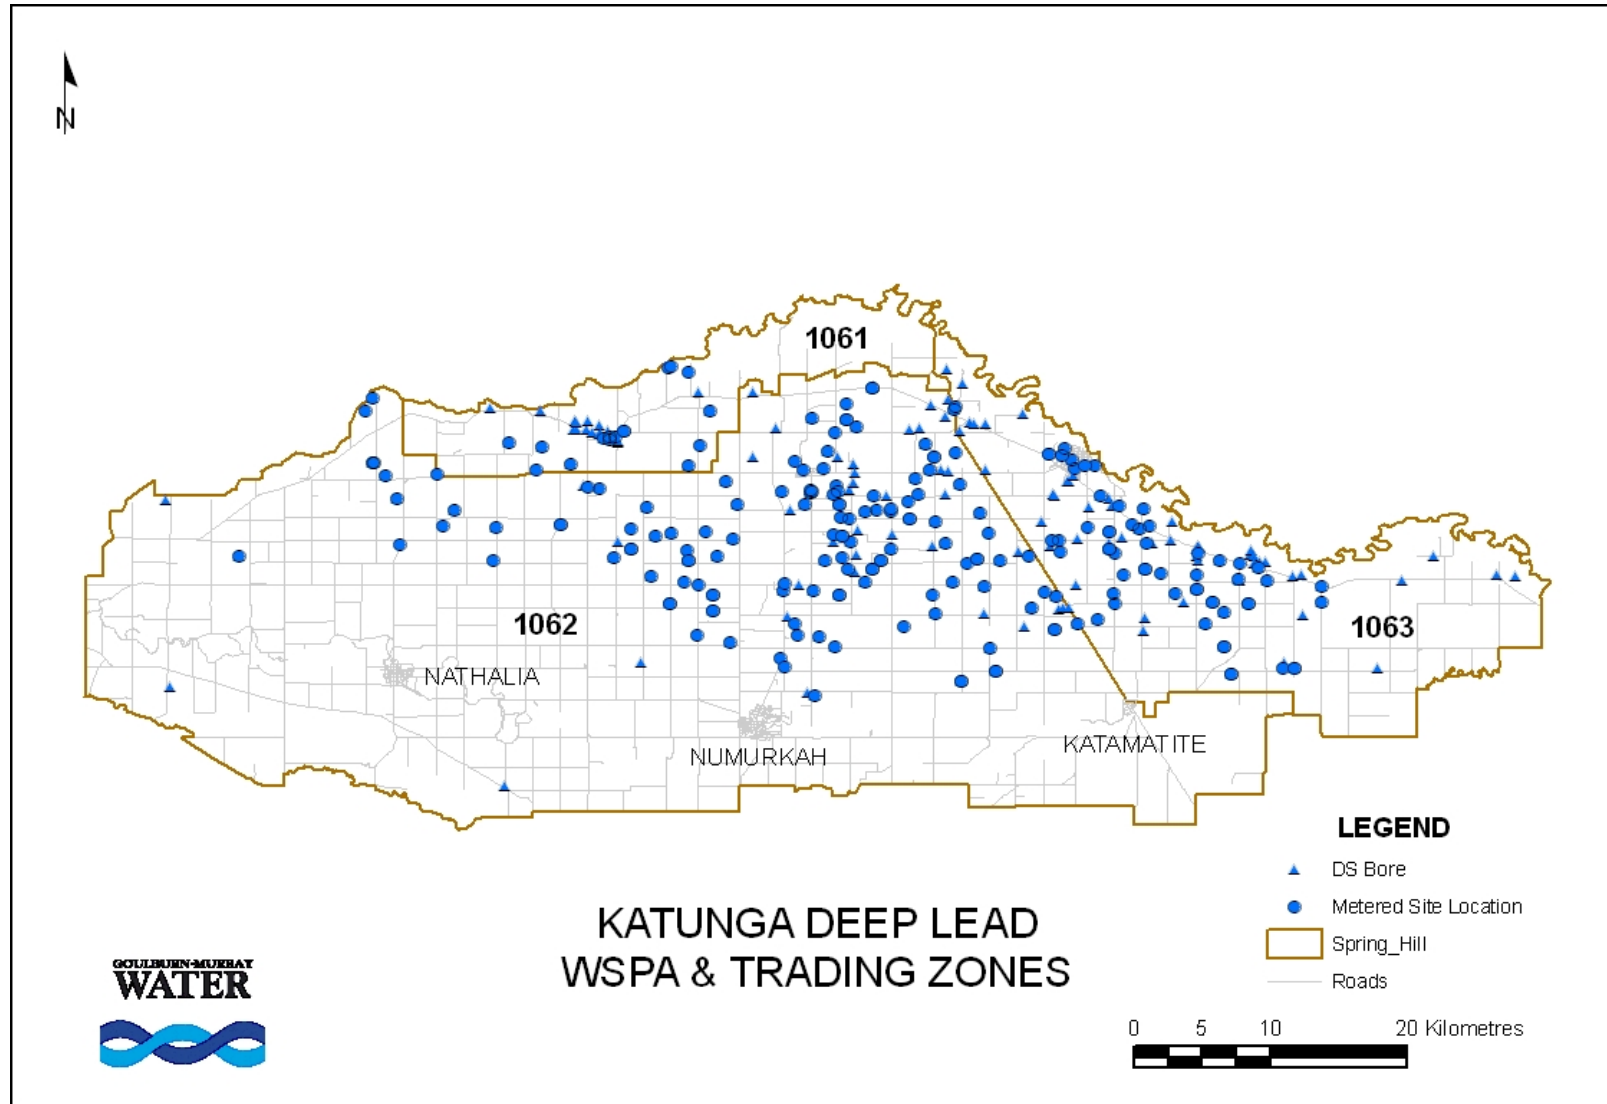 N
1061
1062
1063
NATHALIA
NUMURKAH
KATAMATITE
LEGEND
DS Bore
Metered Site Location
Spring_Hill
Roads
KATUNGA DEEP LEAD
WSPA & TRADING ZONES
GOULBURN-MURRAY
WATER
0 5 10 20 Kilometres